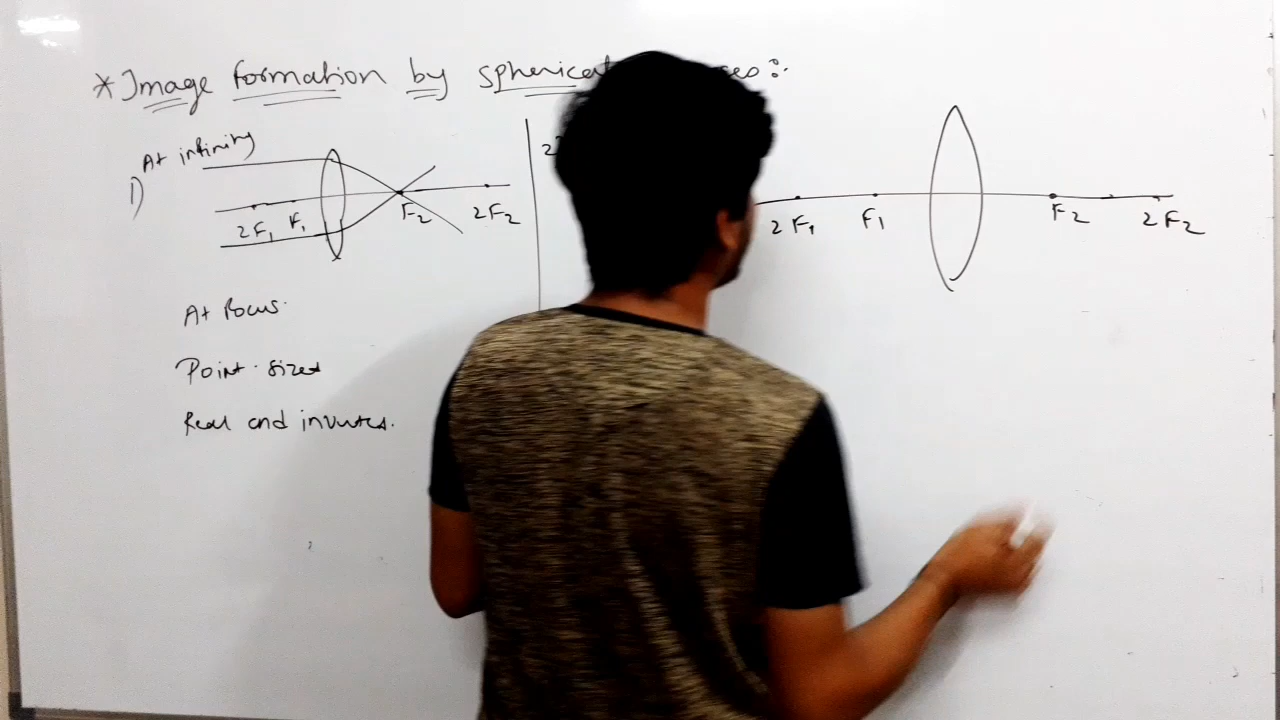 * Image formation by spherical
1) At infinity
2F1 F1 F2 2F2
At focus.
Point sized
Real and inverted.
2)
2F1 F1 F2 2F2